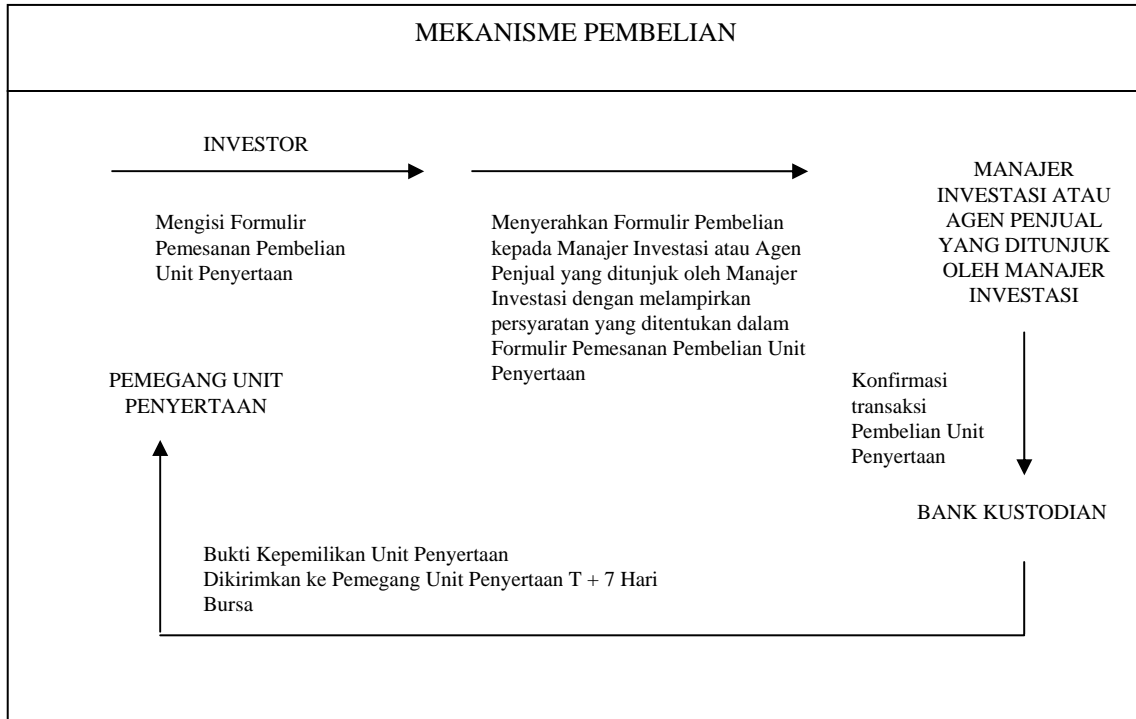 MEKANISME PEMBELIAN
INVESTOR
Mengisi Formulir
Pemesanan Pembelian
Unit Penyertaan
Menyerahkan Formulir Pembelian
kepada Manajer Investasi atau Agen
Penjual yang ditunjuk oleh Manajer
Investasi dengan melampirkan
persyaratan yang ditentukan dalam
Formulir Pemesanan Pembelian Unit
Penyertaan
MANAJER
INVESTASI ATAU
AGEN PENJUAL
YANG DITUNJUK
OLEH MANAJER
INVESTASI
Konfirmasi
transaksi
Pembelian Unit
Penyertaan
BANK KUSTODIAN
Bukti Kepemilikan Unit Penyertaan
Dikirimkan ke Pemegang Unit Penyertaan T + 7 Hari
Bursa
PEMEGANG UNIT
PENYERTAAN